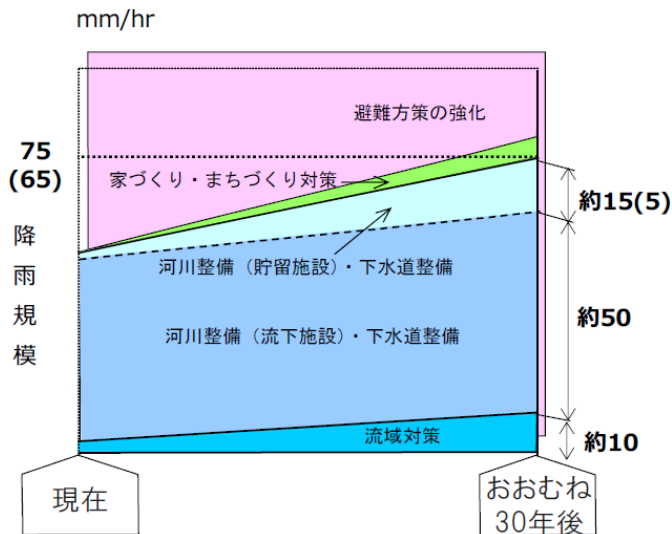 mm/hr
避難方策の強化
75
(65)
家づくり・まちづくり対策
約15(5)
降雨規模
河川整備（貯留施設）・下水道整備
約50
河川整備（流下施設）・下水道整備
流域対策
約10
現在
おおむね
30年後